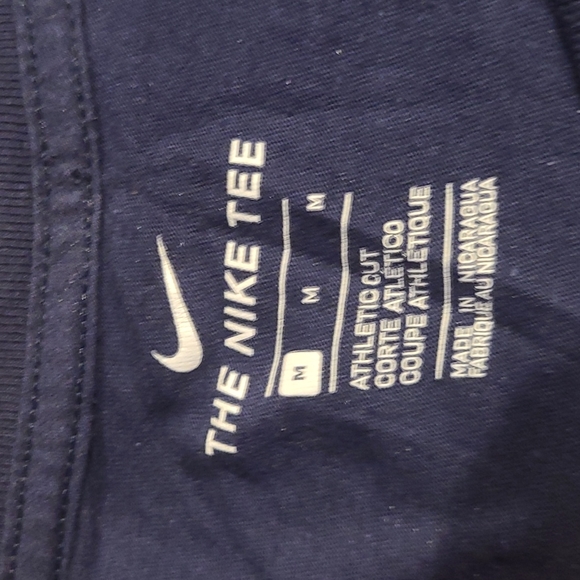 THE NIKE TEE
M M M
ATHLETIC CUT
CORTE ATLÉTICO
COUPE ATHLÉTIQUE
MADE IN NICARAGUA
FABRIQUÉ AU NICARAGUA